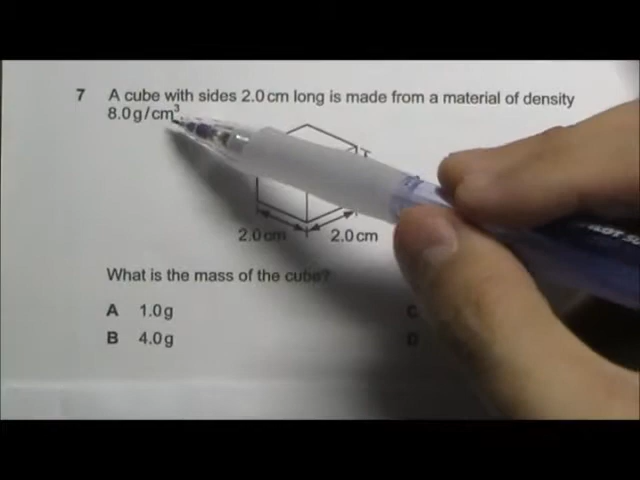 7 A cube with sides 2.0 cm long is made from a material of density
8.0 g/cm³.
2.0 cm 2.0 cm
What is the mass of the cube?
A 1.0 g C
B 4.0 g D